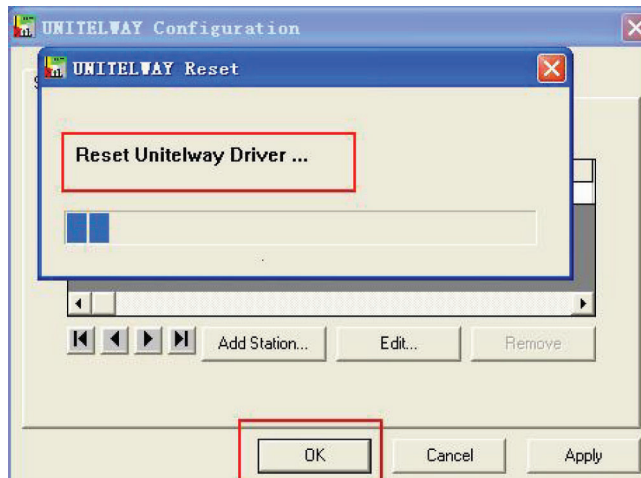 UNITELWAY Configuration
UNITELWAY Reset
Reset Unitelway Driver ...
Add Station...
Edit...
Remove
OK
Cancel
Apply